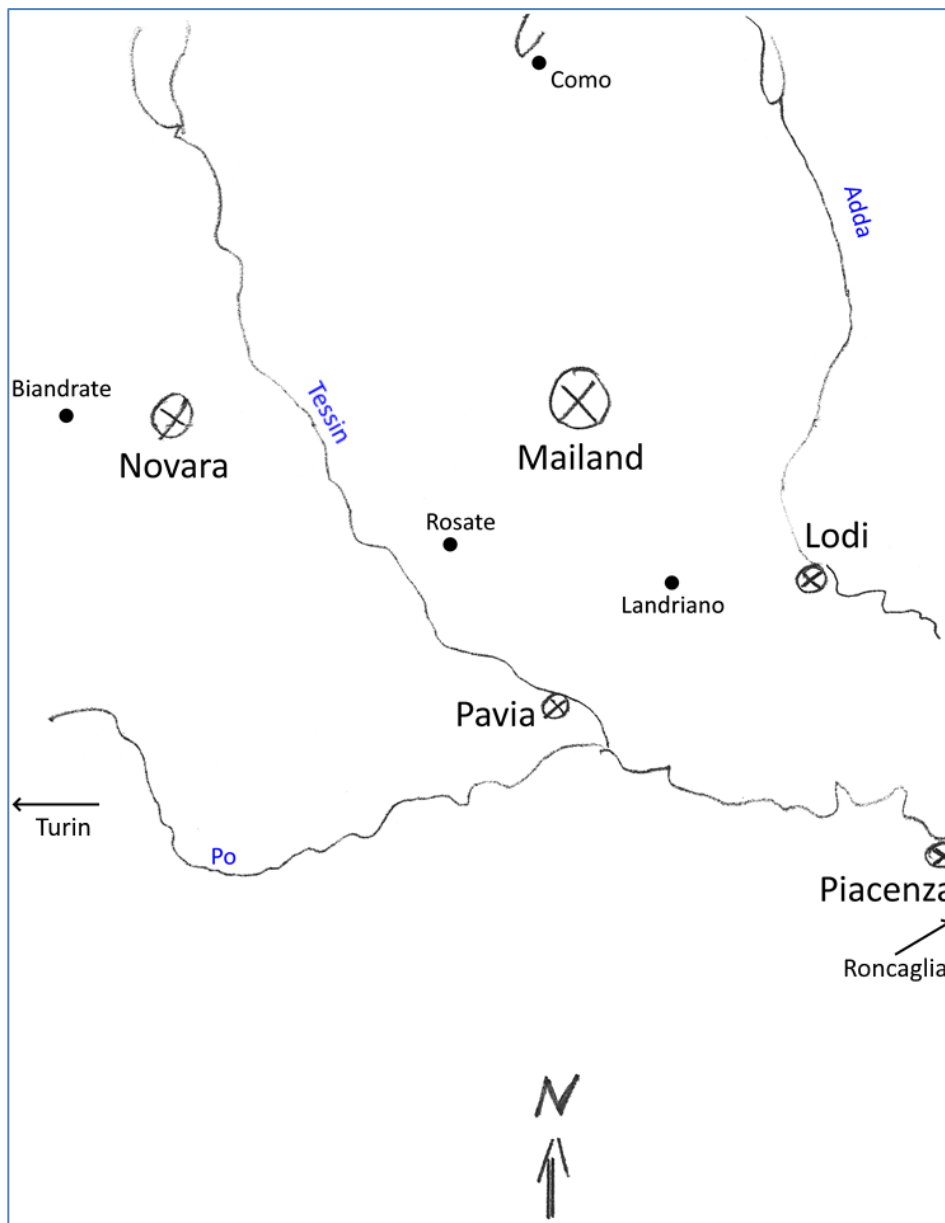 Como
Adda
Biandrate
Tessin
Novara
Mailand
Rosate
Lodi
Landriano
Pavia
Turin
Po
Piacenza
Roncaglia
N